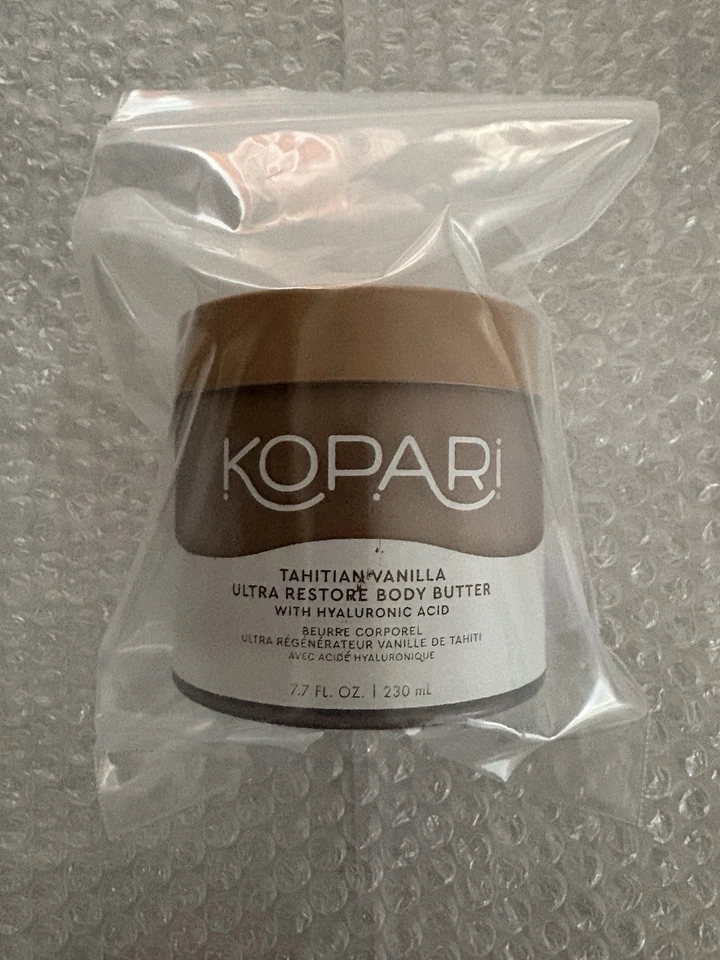 KOPARi
TAHITIAN VANILLA
ULTRA RESTORE BODY BUTTER
WITH HYALURONIC ACID
BEURRE CORPOREL
ULTRA RÉGÉNÉRATEUR VANILLE DE TAHITI
AVEC ACIDE HYALURONIQUE
7.7 FL. OZ. | 230 mL